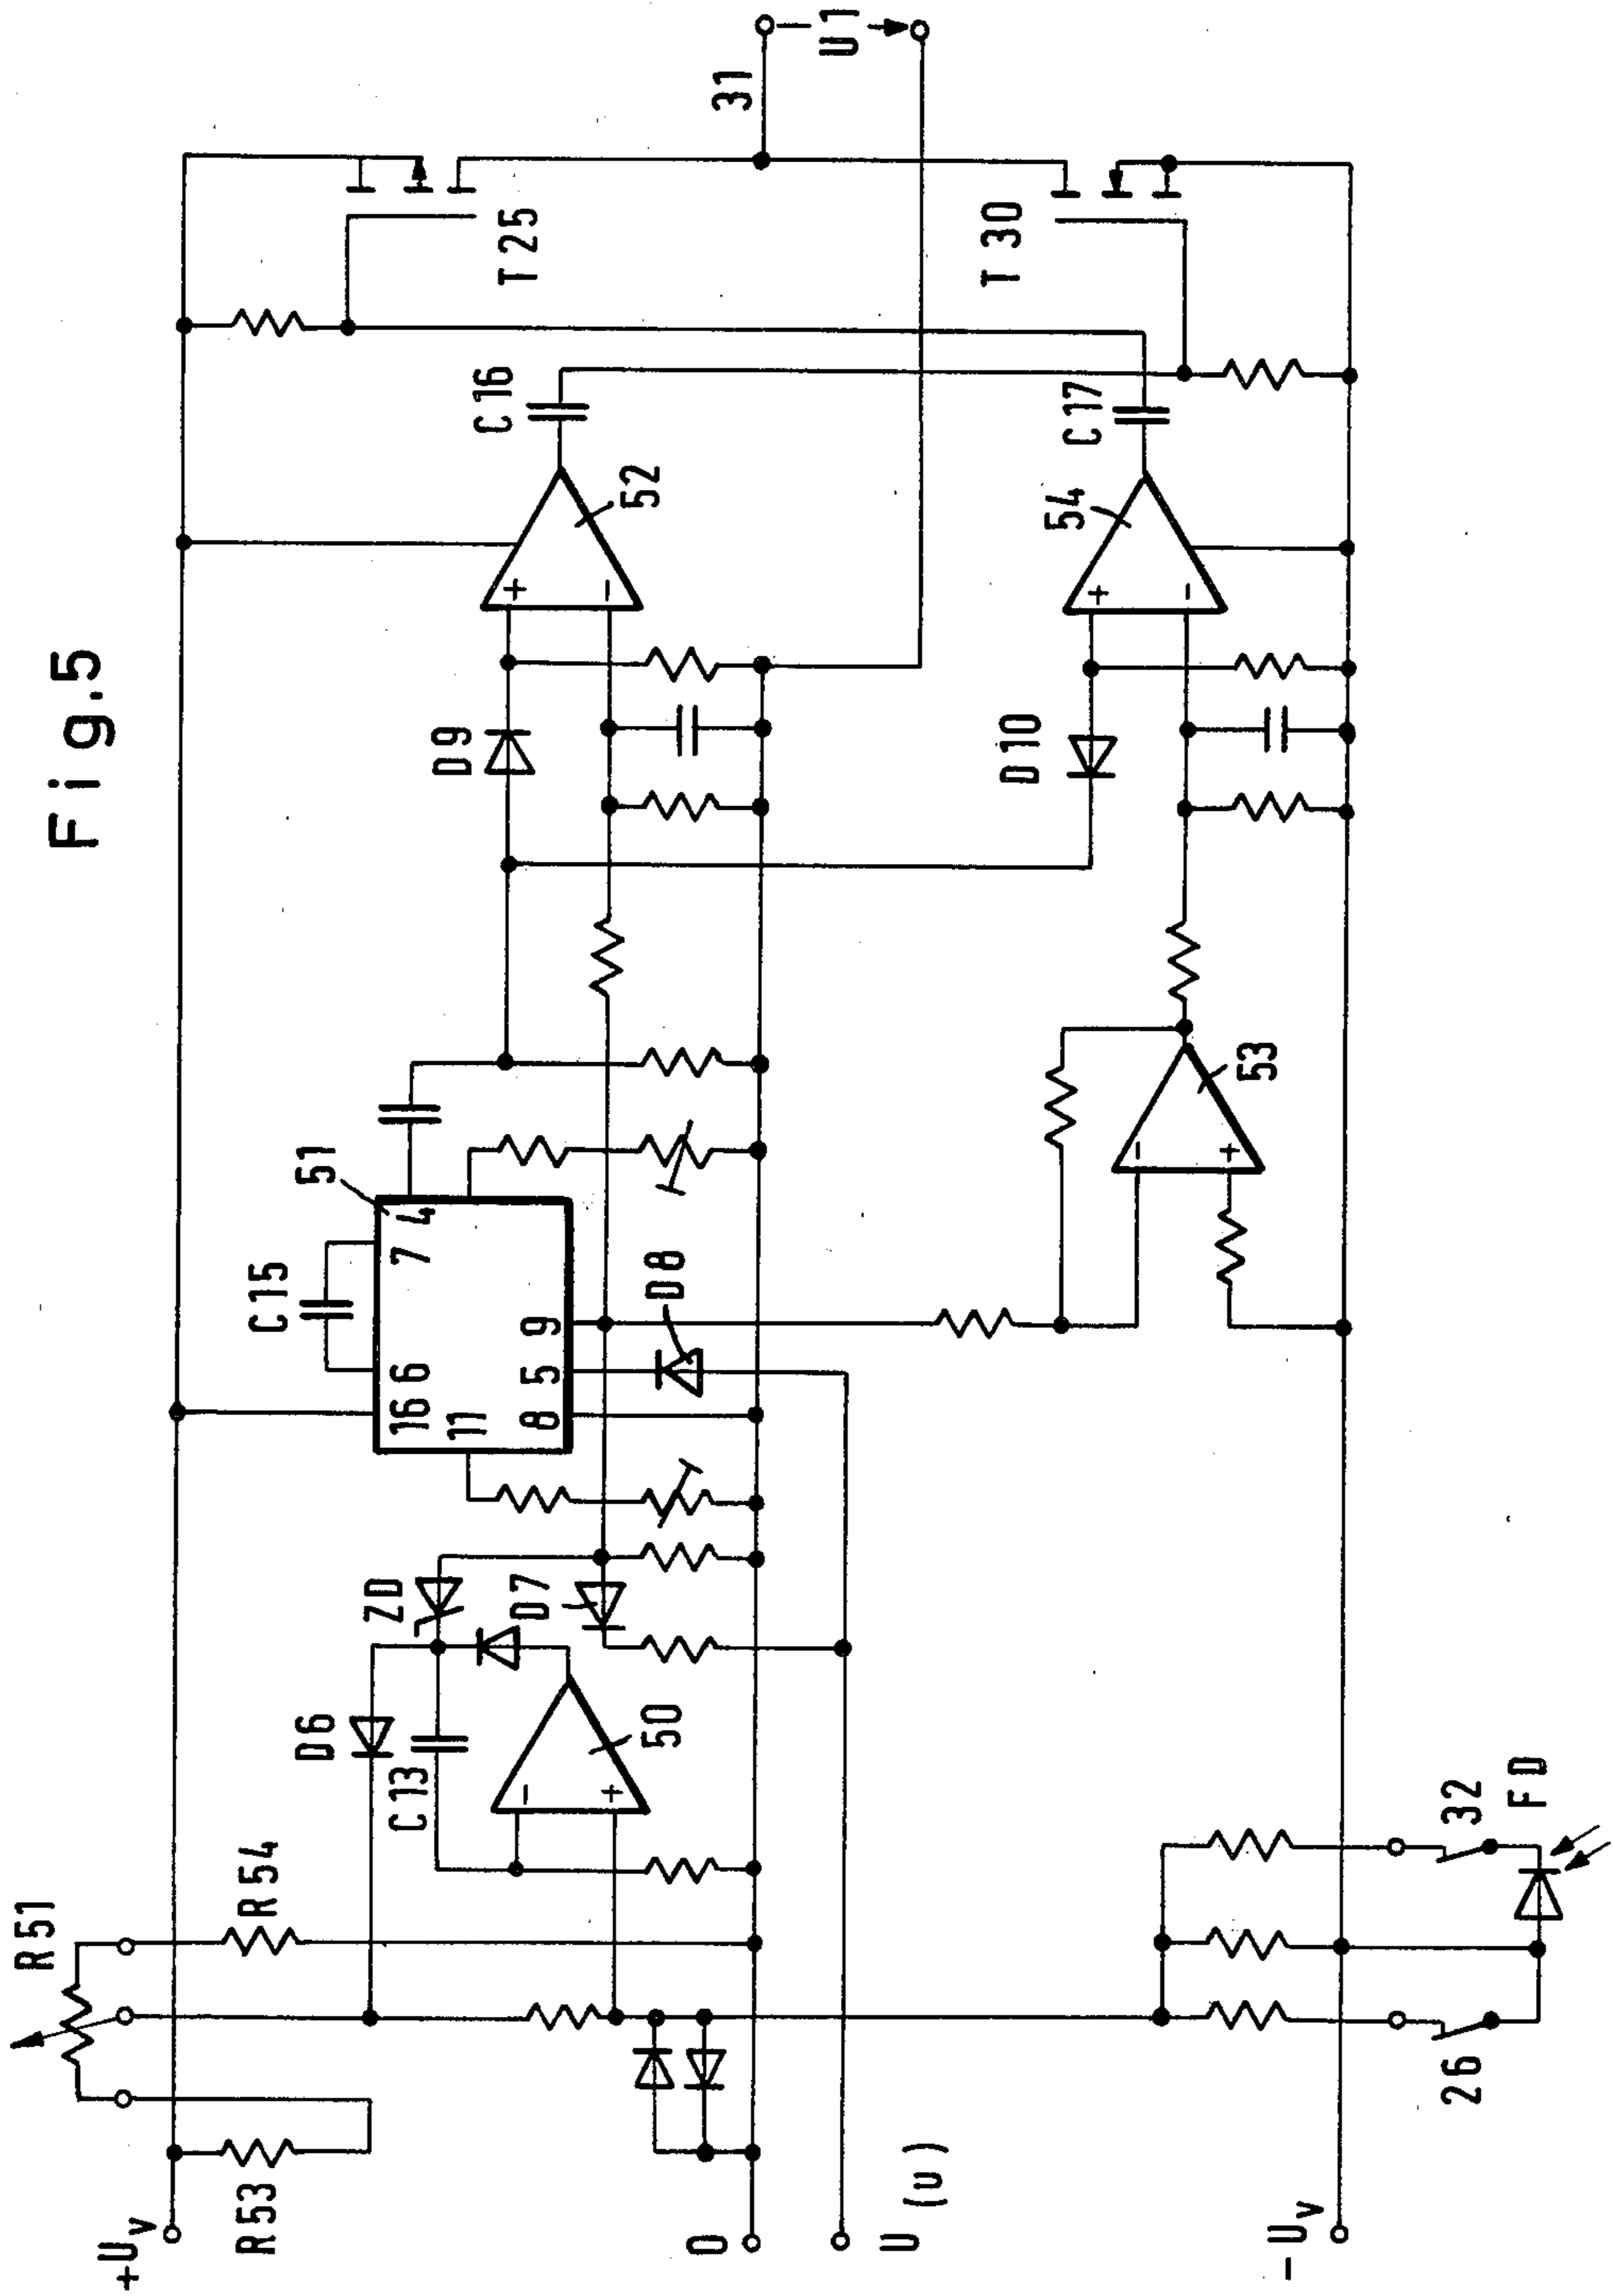 Fig.5
+Uv
R53
R51
R54
D6
C13
ZD
D7
-
+
50
C15
51
16
6
7
11
4
8
5
9
D8
D9
+
-
52
C16
T25
31
U1
0
U(u)
-
+
53
D10
+
-
54
C17
T30
-Uv
26
32
FD